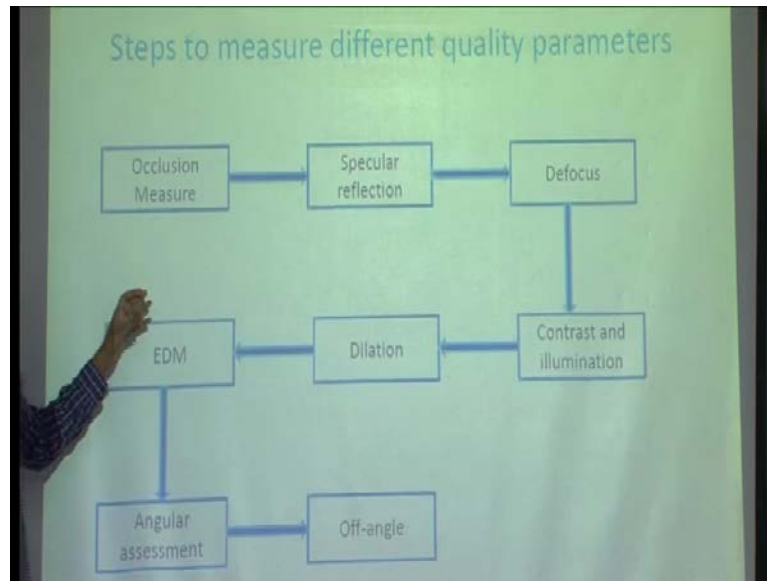 Steps to measure different quality parameters
Occlusion
Measure
Specular
reflection
Defocus
Contrast and
illumination
Dilation
EDM
Angular
assessment
Off-angle